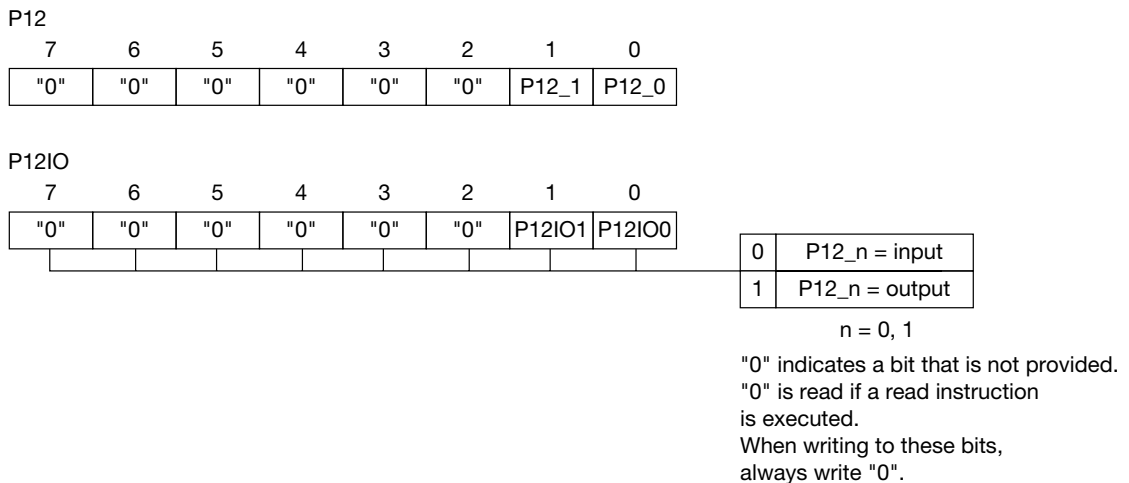 P12
7 6 5 4 3 2 1 0
"0" "0" "0" "0" "0" "0" P12_1 P12_0
P12IO
7 6 5 4 3 2 1 0
"0" "0" "0" "0" "0" "0" P12IO1 P12IO0
0 P12_n = input
1 P12_n = output
n = 0, 1
"0" indicates a bit that is not provided.
"0" is read if a read instruction
is executed.
When writing to these bits,
always write "0".